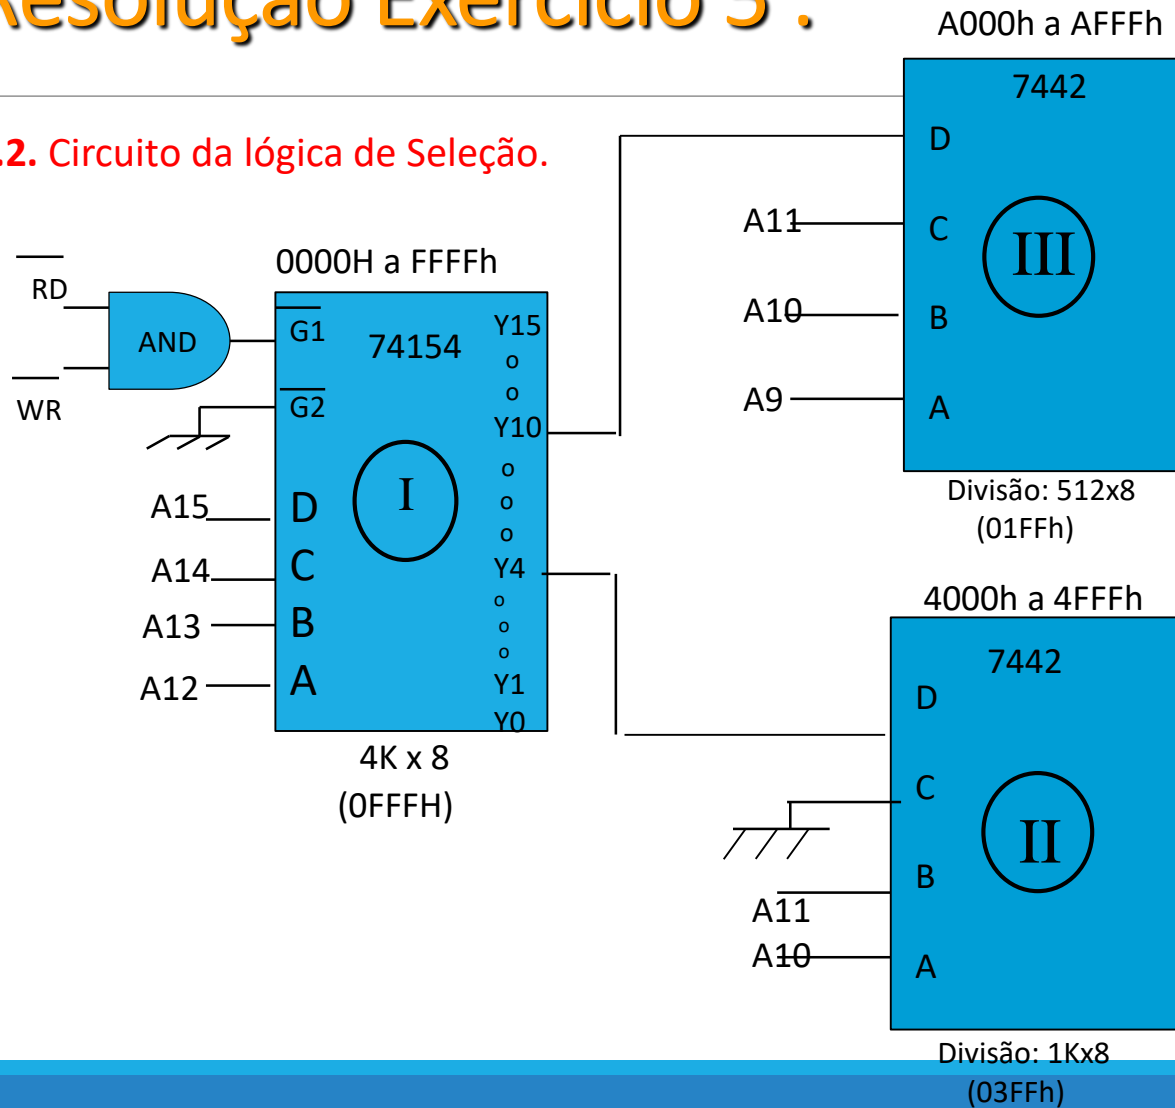 Resolução Exercício 5 .
A000h a AFFFh
.2. Circuito da lógica de Seleção.
7442
D
A11
C
III
A10
B
A9
A
Divisão: 512x8
(01FFh)
0000H a FFFFh
RD
AND
WR
G1
74154
G2
I
A15
D
A14
C
A13
B
A12
A
Y15
o
o
Y10
o
o
o
Y4
o
o
o
Y1
Y0
4K x 8
(0FFFH)
4000h a 4FFFh
7442
D
C
II
B
A11
A10
A
Divisão: 1Kx8
(03FFh)